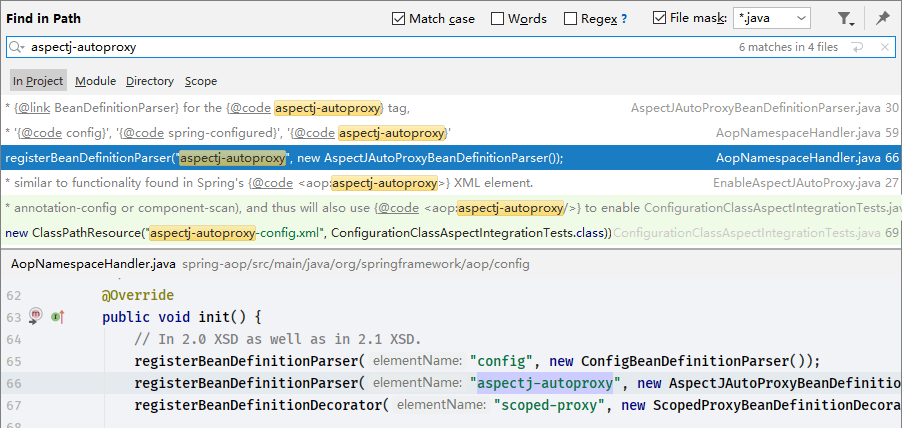 Find in Path
Match case Words Regex ? File mask: *.java
aspectj-autoproxy 6 matches in 4 files
In Project Module Directory Scope
* {@link BeanDefinitionParser} for the {@code aspectj-autoproxy} tag, AspectJAutoProxyBeanDefinitionParser.java 30
* '{@code config}', '{@code spring-configured}', '{@code aspectj-autoproxy}' AopNamespaceHandler.java 59
registerBeanDefinitionParser("aspectj-autoproxy", new AspectJAutoProxyBeanDefinitionParser()); AopNamespaceHandler.java 66
* similar to functionality found in Spring's {@code <aop:aspectj-autoproxy>} XML element. EnableAspectJAutoProxy.java 27
* annotation-config or component-scan), and thus will also use {@code <aop:aspectj-autoproxy/>} to enable ConfigurationClassAspectIntegrationTests.jav
new ClassPathResource("aspectj-autoproxy-config.xml", ConfigurationClassAspectIntegrationTests.class)) ConfigurationClassAspectIntegrationTests.java 69
AopNamespaceHandler.java spring-aop/src/main/java/org/springframework/aop/config
62 @Override
63 public void init() {
64 // In 2.0 XSD as well as in 2.1 XSD.
65 registerBeanDefinitionParser( elementName: "config", new ConfigBeanDefinitionParser());
66 registerBeanDefinitionParser( elementName: "aspectj-autoproxy", new AspectJAutoProxyBeanDefinitio
67 registerBeanDefinitionDecorator( elementName: "scoped-proxy", new ScopedProxyBeanDefinitionDecora